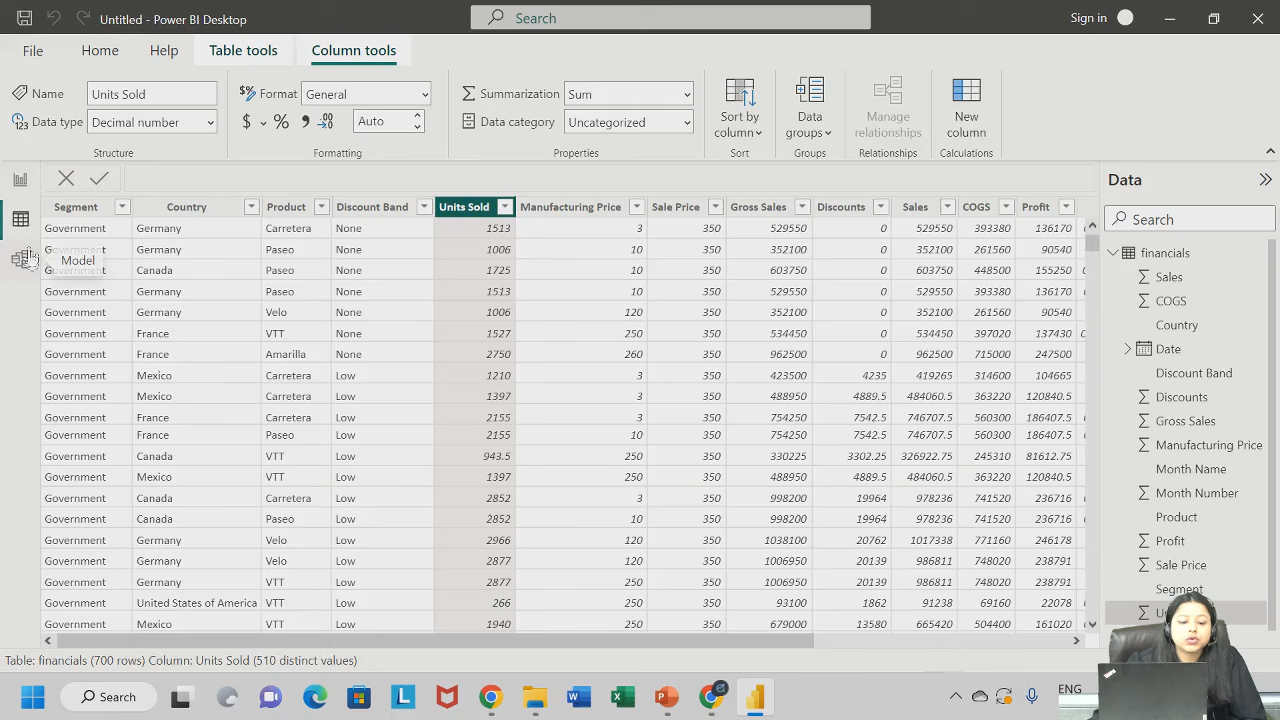 Untitled - Power BI Desktop
Search
Sign in
File Home Help Table tools Column tools
Name Units Sold
Data type Decimal number
Structure
Format General
$ % Auto
Formatting
Summarization Sum
Data category Uncategorized
Properties
Sort by column
Sort
Data groups
Groups
Manage relationships
Relationships
New column
Calculations
Segment Country Product Discount Band Units Sold Manufacturing Price Sale Price Gross Sales Discounts Sales COGS Profit
Government Germany Carretera None 1513 3 350 529550 0 529550 393380 136170
Government Germany Paseo None 1006 10 350 352100 0 352100 261560 90540
Government Canada Paseo None 1725 10 350 603750 0 603750 448500 155250
Government Germany Paseo None 1513 10 350 529550 0 529550 393380 136170
Government Germany Velo None 1006 120 350 352100 0 352100 261560 90540
Government France VTT None 1527 250 350 534450 0 534450 397020 137430
Government France Amarilla None 2750 260 350 962500 0 962500 715000 247500
Government Mexico Carretera Low 1210 3 350 423500 4235 419265 314600 104665
Government Mexico Carretera Low 1397 3 350 488950 4889.5 484060.5 363220 120840.5
Government France Carretera Low 2155 3 350 754250 7542.5 746707.5 560300 186407.5
Government France Paseo Low 2155 10 350 754250 7542.5 746707.5 560300 186407.5
Government Canada VTT Low 943.5 250 350 330225 3302.25 326922.75 245310 81612.75
Government Mexico VTT Low 1397 250 350 488950 4889.5 484060.5 363220 120840.5
Government Canada Carretera Low 2852 3 350 998200 19964 978236 741520 236716
Government Canada Paseo Low 2852 10 350 998200 19964 978236 741520 236716
Government Germany Velo Low 2966 120 350 1038100 20762 1017338 771160 246178
Government Germany Velo Low 2877 120 350 1006950 20139 986811 748020 238791
Government Germany VTT Low 2877 250 350 1006950 20139 986811 748020 238791
Government United States of America VTT Low 266 250 350 93100 1862 91238 69160 22078
Government Mexico VTT Low 1940 250 350 679000 13580 665420 504400 161020
Model
Data
Search
financials
Sales
COGS
Country
Date
Discount Band
Discounts
Gross Sales
Manufacturing Price
Month Name
Month Number
Product
Profit
Sale Price
Segment
Table: financials (700 rows) Column: Units Sold (510 distinct values)
Search
ENG